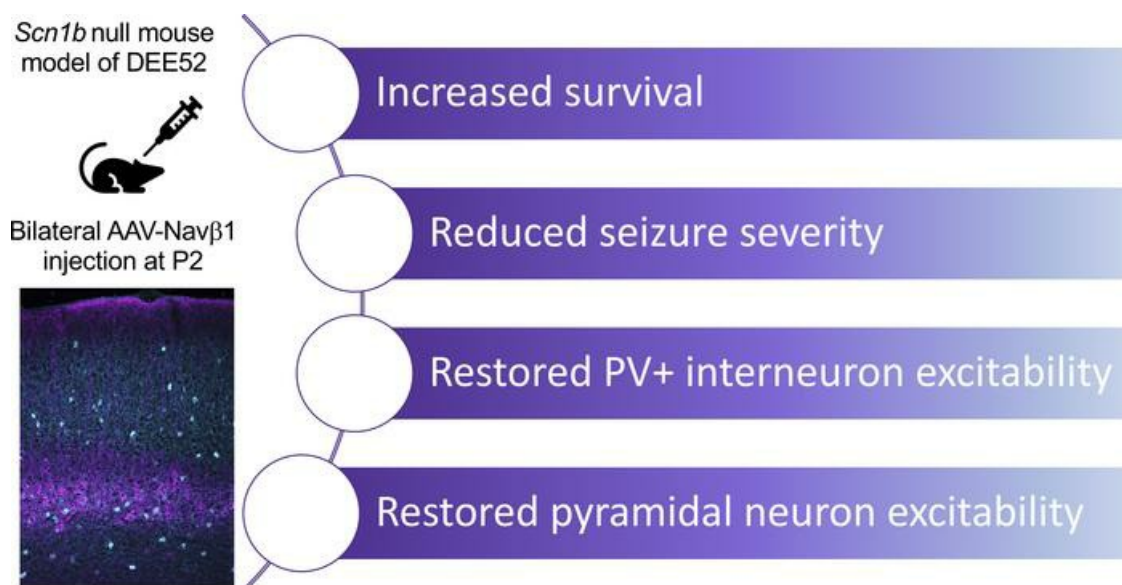 Scn1b null mouse
model of DEE52
Bilateral AAV-Navβ1
injection at P2
Increased survival
Reduced seizure severity
Restored PV+ interneuron excitability
Restored pyramidal neuron excitability